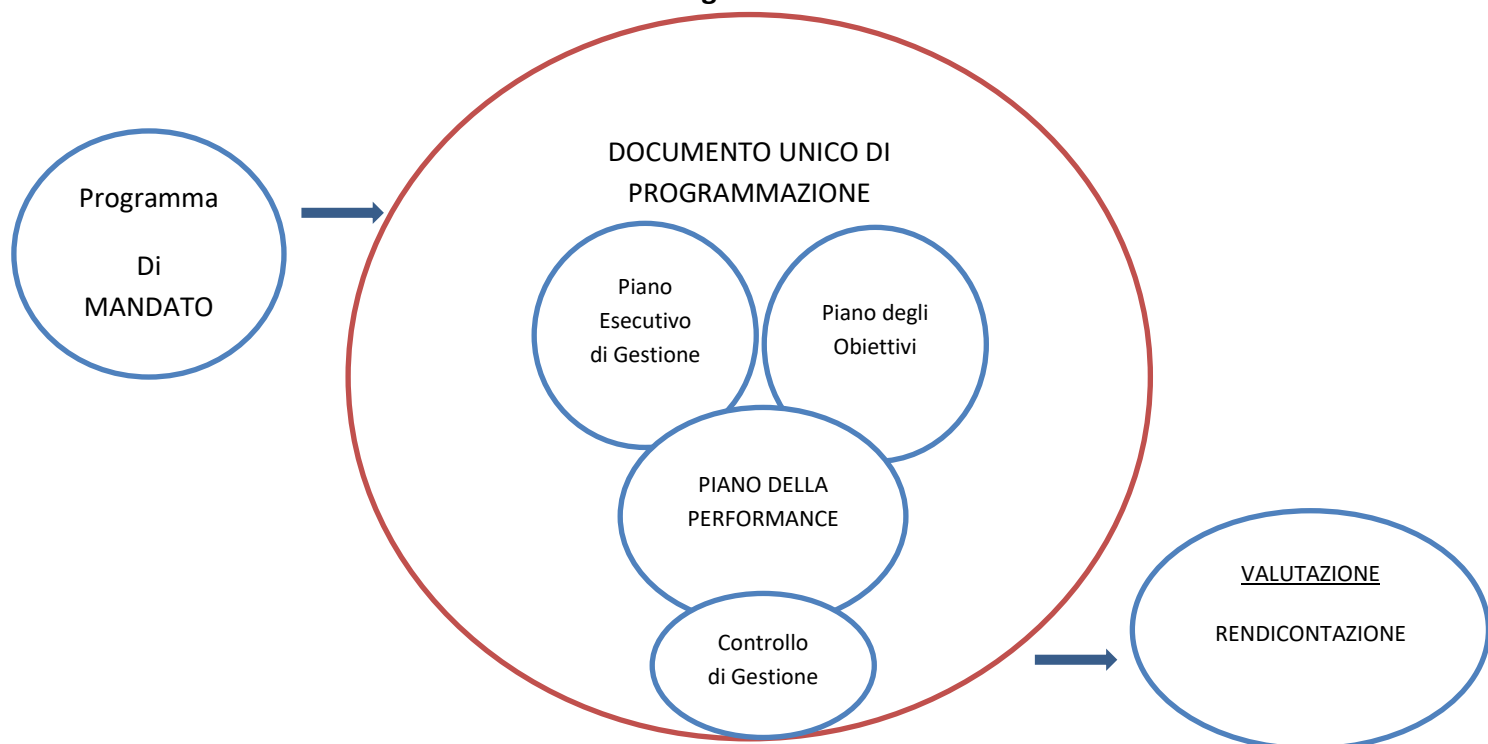 Programma
Di
MANDATO
DOCUMENTO UNICO DI
PROGRAMMAZIONE
Piano
Esecutivo
di Gestione
Piano degli
Obiettivi
PIANO DELLA
PERFORMANCE
Controllo
di Gestione
VALUTAZIONE
RENDICONTAZIONE